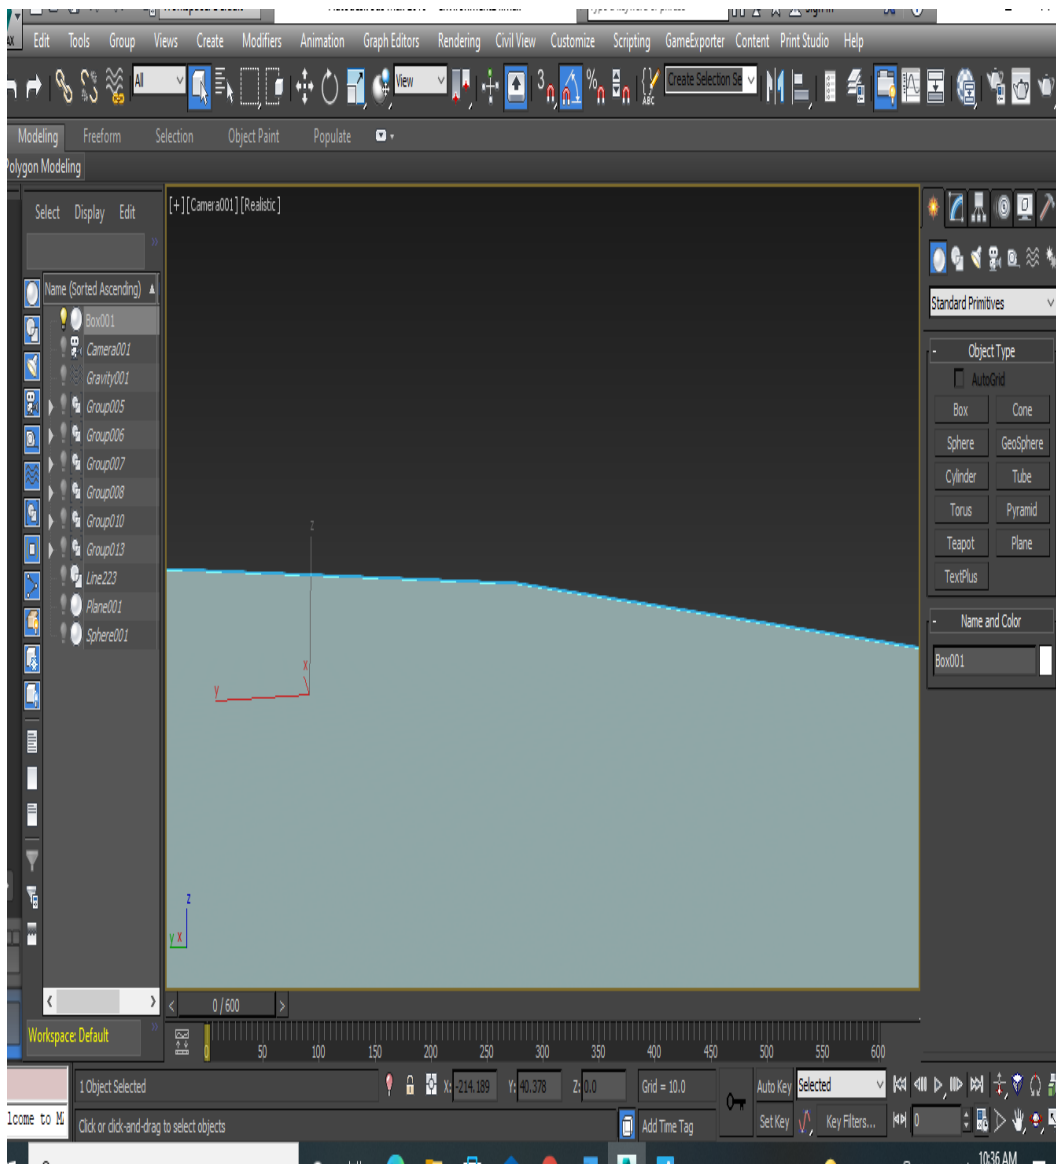 Edit Tools Group Views Create Modifiers Animation Graph Editors Rendering Civil View Customize Scripting GameExporter Content Print Studio Help
All View 3 % ABC Create Selection Se
Modeling Freeform Selection Object Paint Populate
Polygon Modeling
Select Display Edit
Name (Sorted Ascending)
Box001
Camera001
Gravity001
Group005
Group006
Group007
Group008
Group010
Group013
Line223
Plane001
Sphere001
[+][Camera001][Realistic]
z
x
y
z
y x
Standard Primitives
- Object Type
AutoGrid
Box Cone
Sphere GeoSphere
Cylinder Tube
Torus Pyramid
Teapot Plane
TextPlus
- Name and Color
Box001
< 0 / 600 >
Workspace: Default
0 50 100 150 200 250 300 350 400 450 500 550 600
1 Object Selected X: -214.189 Y: 40.378 Z: 0.0 Grid = 10.0 Auto Key Selected
lcome to M
Click or click-and-drag to select objects Add Time Tag Set Key Key Filters... 0
10:36 AM